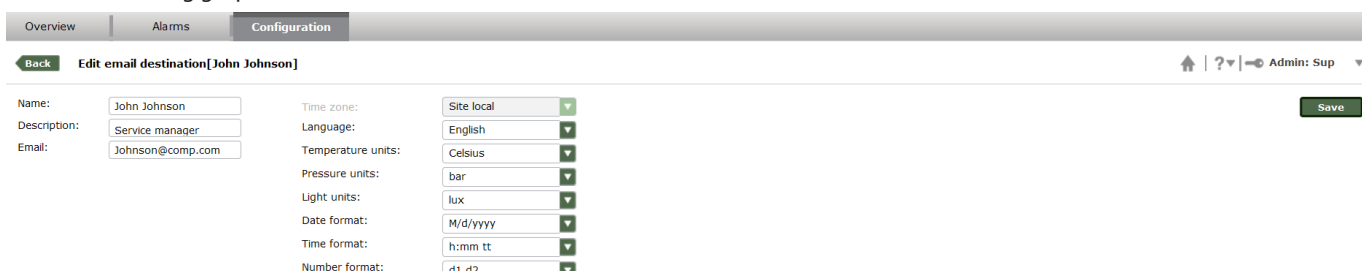 Overview Alarms Configuration
Back Edit email destination[John Johnson] ? Admin: Sup
Name: John Johnson Time zone: Site local Save
Description: Service manager Language: English
Email: Johnson@comp.com Temperature units: Celsius
Pressure units: bar
Light units: lux
Date format: M/d/yyyy
Time format: h:mm tt
Number format: